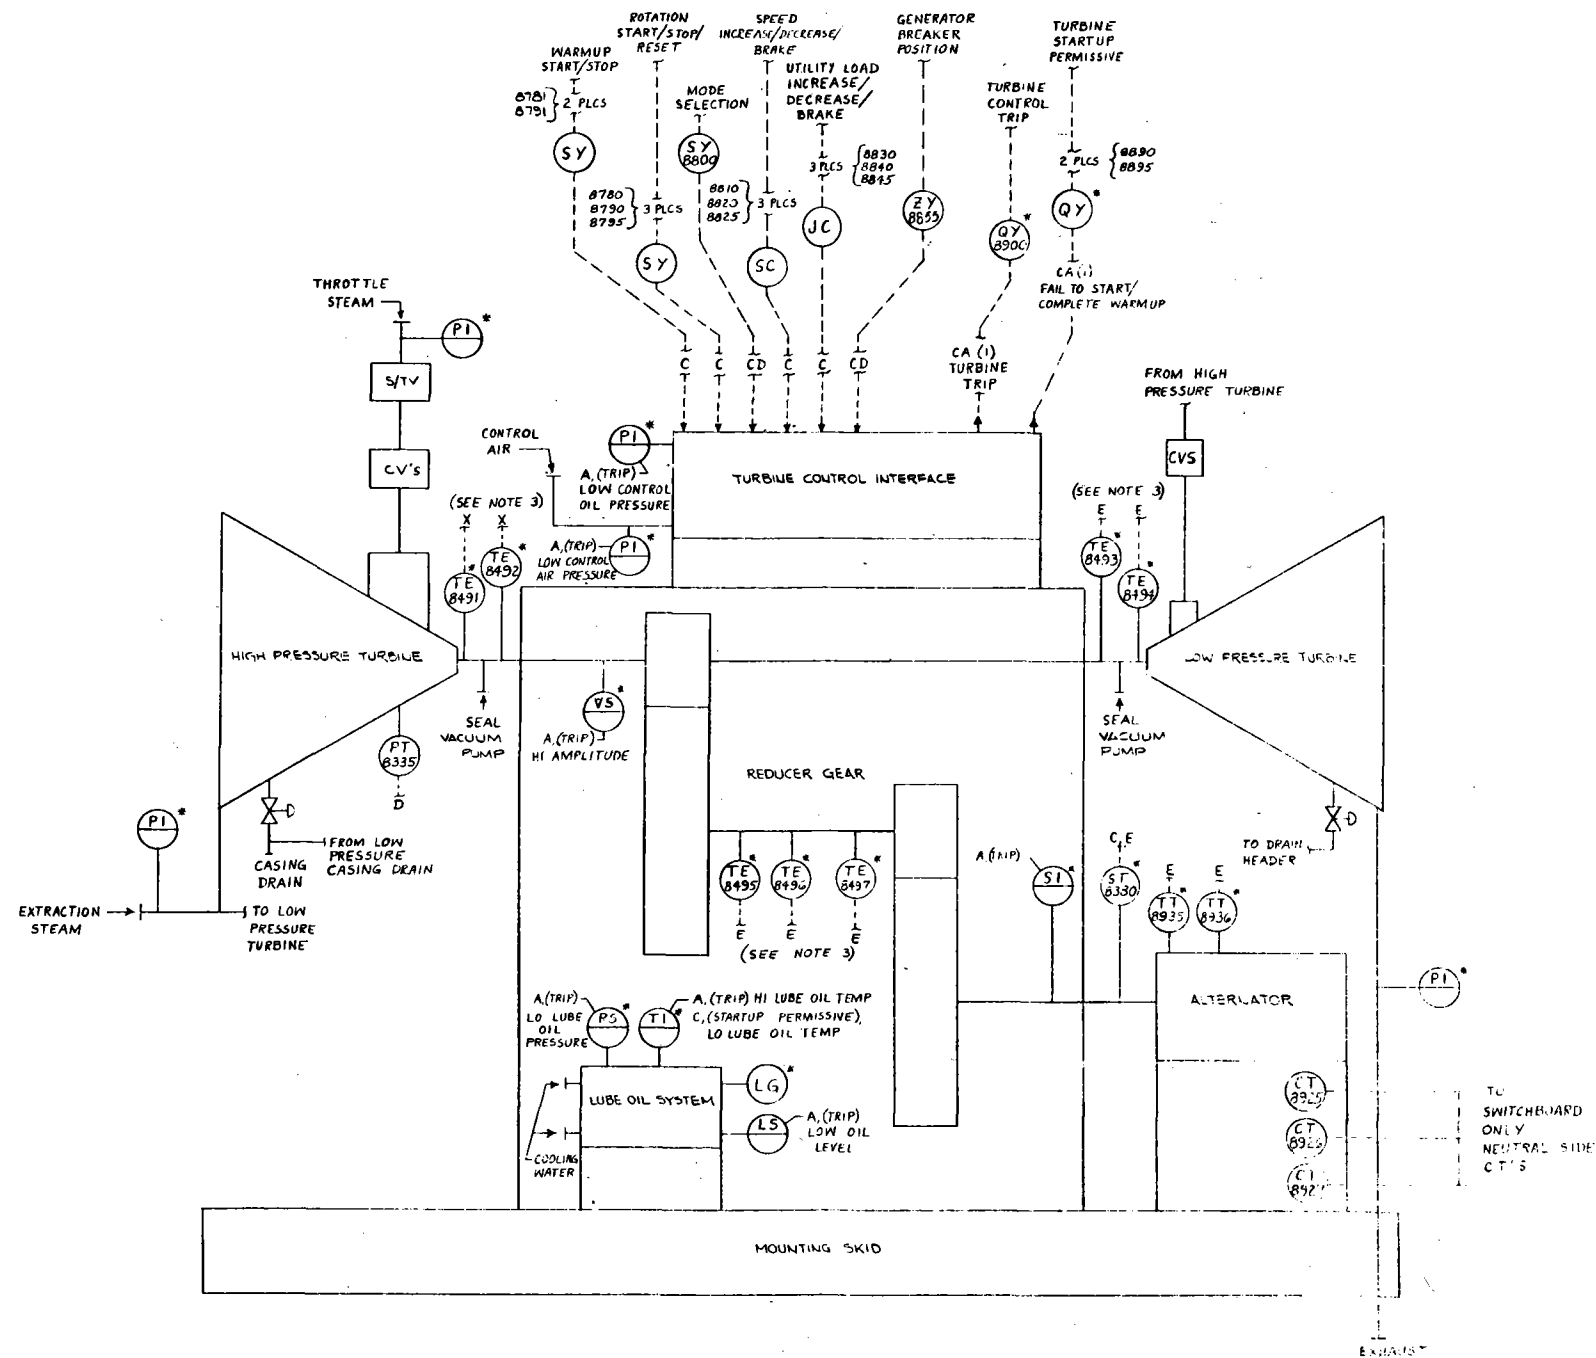 ROTATION
START/STOP/
RESET
SPEED
INCREASE/DECREASE/
BRAKE
GENERATOR
BREAKER
POSITION
TURBINE
STARTUP
PERMISSIVE
WARMUP
START/STOP
8781
8791
2 PLCS
MODE
SELECTION
UTILITY LOAD
INCREASE/
DECREASE/
BRAKE
TURBINE
CONTROL
TRIP
SY
SY
8800
3 PLCS
8830
8840
8845
2 PLCS
8890
8895
8780
8790
8795
3 PLCS
8810
8820
8825
3 PLCS
JC
ZY
8855
QY
8900
*
QY
*
SY
SC
CA (1)
FAIL TO START/
COMPLETE WARMUP
THROTTLE
STEAM
PI
*
S/TV
CV'S
C
C
CD
C
C
CD
CA (1)
TURBINE
TRIP
FROM HIGH
PRESSURE TURBINE
CVS
CONTROL
AIR
PI
*
A,(TRIP)
LOW CONTROL
OIL PRESSURE
TURBINE CONTROL INTERFACE
(SEE NOTE 3)
X
X
TE
8491
*
TE
8492
*
A,(TRIP)
LOW CONTROL
AIR PRESSURE
PI
*
(SEE NOTE 3)
E
E
TE
8493
*
TE
8494
*
HIGH PRESSURE TURBINE
LOW PRESSURE TURBINE
SEAL
VACUUM
PUMP
VS
*
A,(TRIP)
HI AMPLITUDE
SEAL
VACUUM
PUMP
PT
8335
D
REDUCER GEAR
PI
*
D
CASING
DRAIN
FROM LOW
PRESSURE
CASING DRAIN
D
TO DRAIN
HEADER
EXTRACTION
STEAM
TO LOW
PRESSURE
TURBINE
TE
8495
*
TE
8496
*
TE
8497
*
E
E
E
(SEE NOTE 3)
A,(TRIP)
SI
*
C,E
ST
8330
*
E
E
TT
8935
*
TT
8936
*
ALTERNATOR
PI
*
A,(TRIP)
LO LUBE
OIL
PRESSURE
PS
*
TI
*
A,(TRIP) HI LUBE OIL TEMP
C,(STARTUP PERMISSIVE),
LO LUBE OIL TEMP
LUBE OIL SYSTEM
LG
*
LS
A,(TRIP)
LOW OIL
LEVEL
COOLING
WATER
CT
8925
CT
8926
CT
8927
TO
SWITCHBOARD
ONLY
NEUTRAL SIDE
CT'S
MOUNTING SKID
EXHAUST